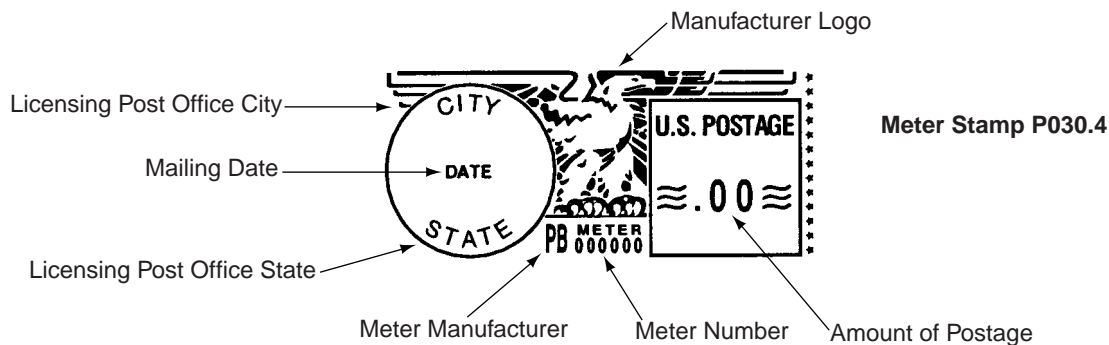 Manufacturer Logo
Licensing Post Office City
CITY
U.S. POSTAGE
Meter Stamp P030.4
Mailing Date
DATE
.00
STATE
PB METER
000000
Licensing Post Office State
Meter Manufacturer
Meter Number
Amount of Postage